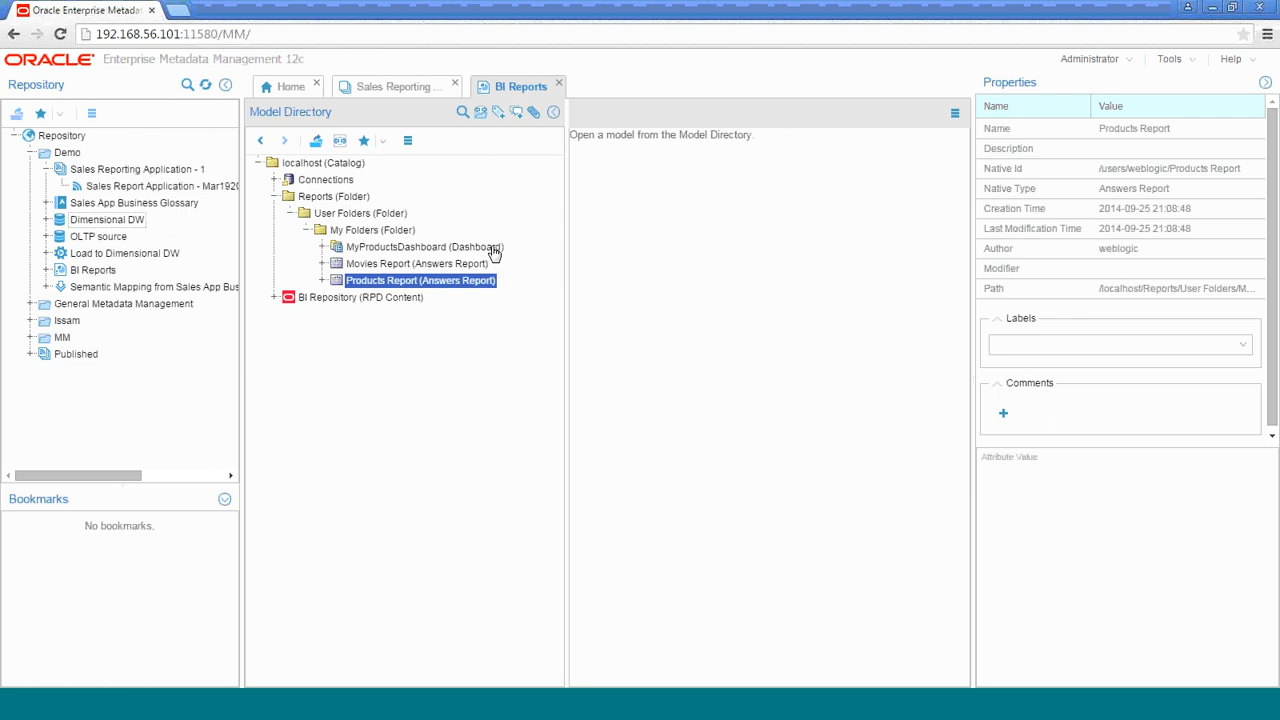 Oracle Enterprise Metada
192.168.56.101:11580/MM/
ORACLE Enterprise Metadata Management 12c
Administrator Tools Help
Repository
Home Sales Reporting ... BI Reports
Properties
Model Directory
Name Value
Name Products Report
Description
Native Id /users/weblogic/Products Report
Native Type Answers Report
Creation Time 2014-09-25 21:08:48
Last Modification Time 2014-09-25 21:08:48
Author weblogic
Modifier
Path /localhost/Reports/User Folders/M...
Labels
Comments
Attribute Value
Open a model from the Model Directory.
Repository
Demo
Sales Reporting Application - 1
Sales Report Application - Mar192
Sales App Business Glossary
Dimensional DW
OLTP source
Load to Dimensional DW
BI Reports
Semantic Mapping from Sales App Bus
General Metadata Management
Issam
MM
Published
localhost (Catalog)
Connections
Reports (Folder)
User Folders (Folder)
My Folders (Folder)
MyProductsDashboard (Dashboard)
Movies Report (Answers Report)
Products Report (Answers Report)
BI Repository (RPD Content)
Bookmarks
No bookmarks.